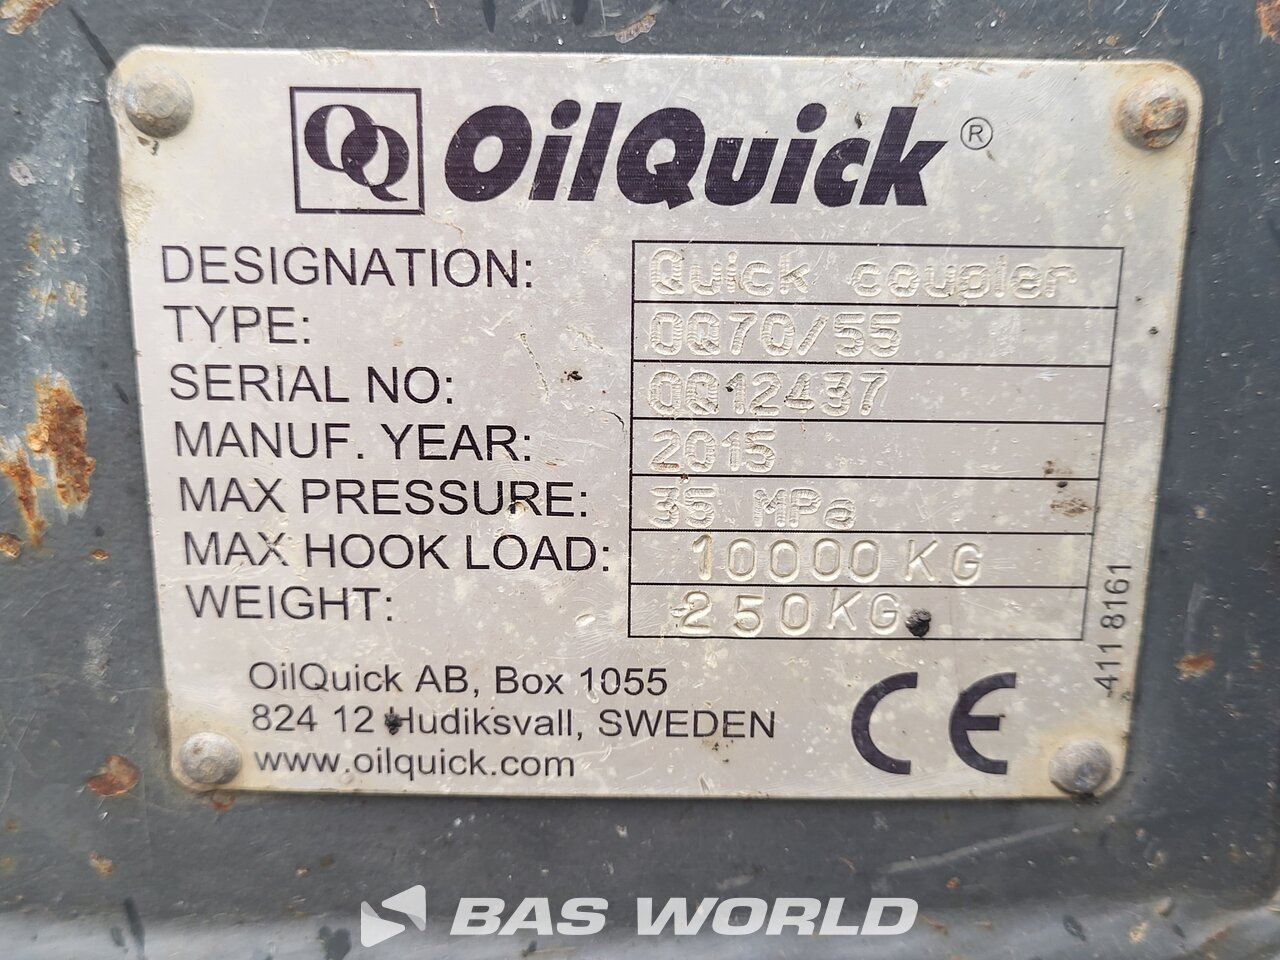 OQ OilQuick®
DESIGNATION: Quick coupler
TYPE: OQ70/55
SERIAL NO: OQ12437
MANUF. YEAR: 2015
MAX PRESSURE: 35 MPa
MAX HOOK LOAD: 10000 KG
WEIGHT: 250KG
411 8161
OilQuick AB, Box 1055
824 12 Hudiksvall, SWEDEN
www.oilquick.com
CE
BAS WORLD